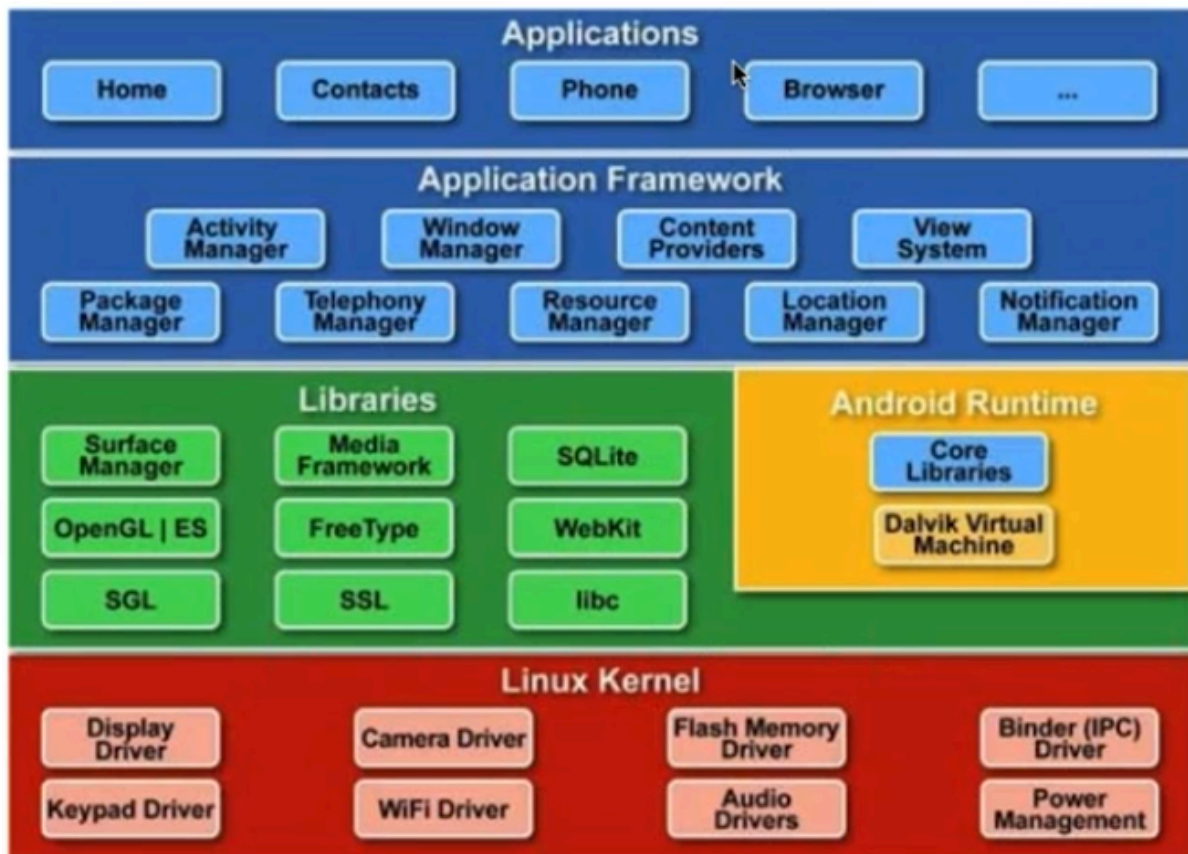 Applications
Home
Contacts
Phone
Browser
...
Application Framework
Activity
Manager
Window
Manager
Content
Providers
View
System
Package
Manager
Telephony
Manager
Resource
Manager
Location
Manager
Notification
Manager
Libraries
Surface
Manager
Media
Framework
SQLite
OpenGL | ES
FreeType
WebKit
SGL
SSL
libc
Android Runtime
Core
Libraries
Dalvik Virtual
Machine
Linux Kernel
Display
Driver
Camera Driver
Flash Memory
Driver
Binder (IPC)
Driver
Keypad Driver
WiFi Driver
Audio
Drivers
Power
Management